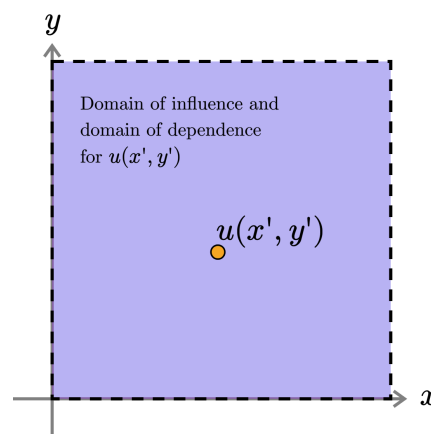 y
Domain of influence and
domain of dependence
for u(x', y')
u(x', y')
x